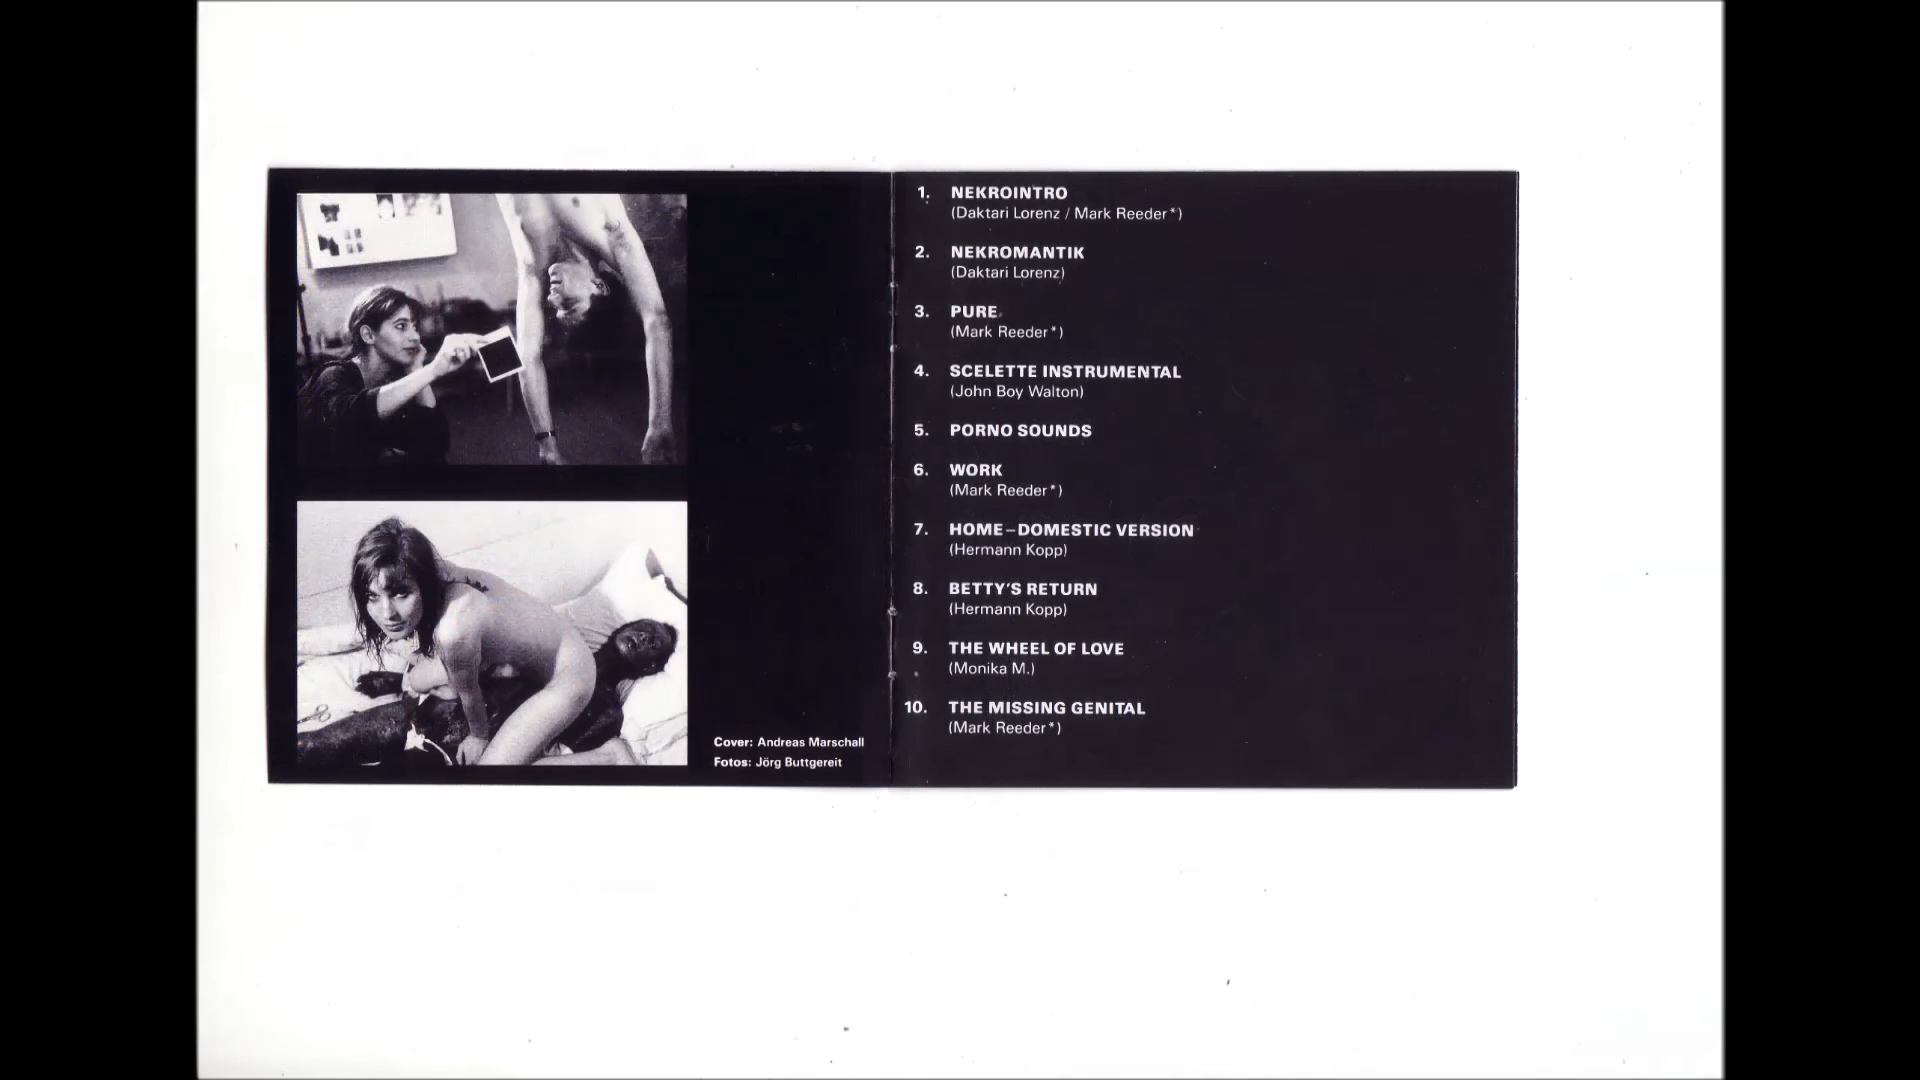 Cover: Andreas Marschall
Fotos: Jörg Buttgereit
1. NEKROINTRO
(Daktari Lorenz / Mark Reeder*)
2. NEKROMANTIK
(Daktari Lorenz)
3. PURE
(Mark Reeder*)
4. SCELETTE INSTRUMENTAL
(John Boy Walton)
5. PORNO SOUNDS
6. WORK
(Mark Reeder*)
7. HOME–DOMESTIC VERSION
(Hermann Kopp)
8. BETTY'S RETURN
(Hermann Kopp)
9. THE WHEEL OF LOVE
(Monika M.)
10. THE MISSING GENITAL
(Mark Reeder*)